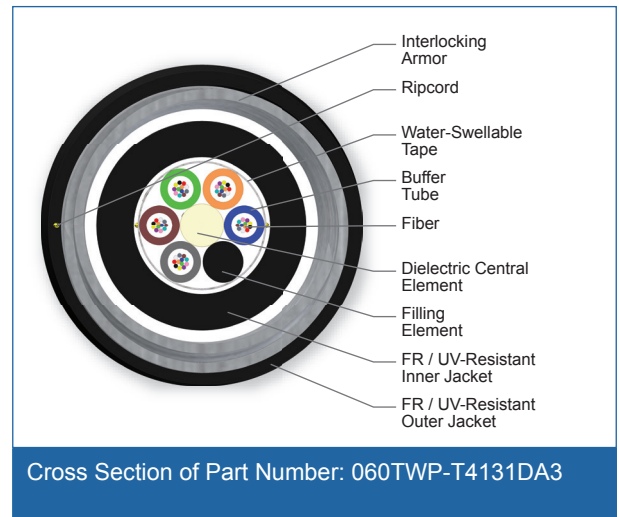 Interlocking
Armor
Ripcord
Water-Swellable
Tape
Buffer
Tube
Fiber
Dielectric Central
Element
Filling
Element
FR / UV-Resistant
Inner Jacket
FR / UV-Resistant
Outer Jacket
Cross Section of Part Number: 060TWP-T4131DA3